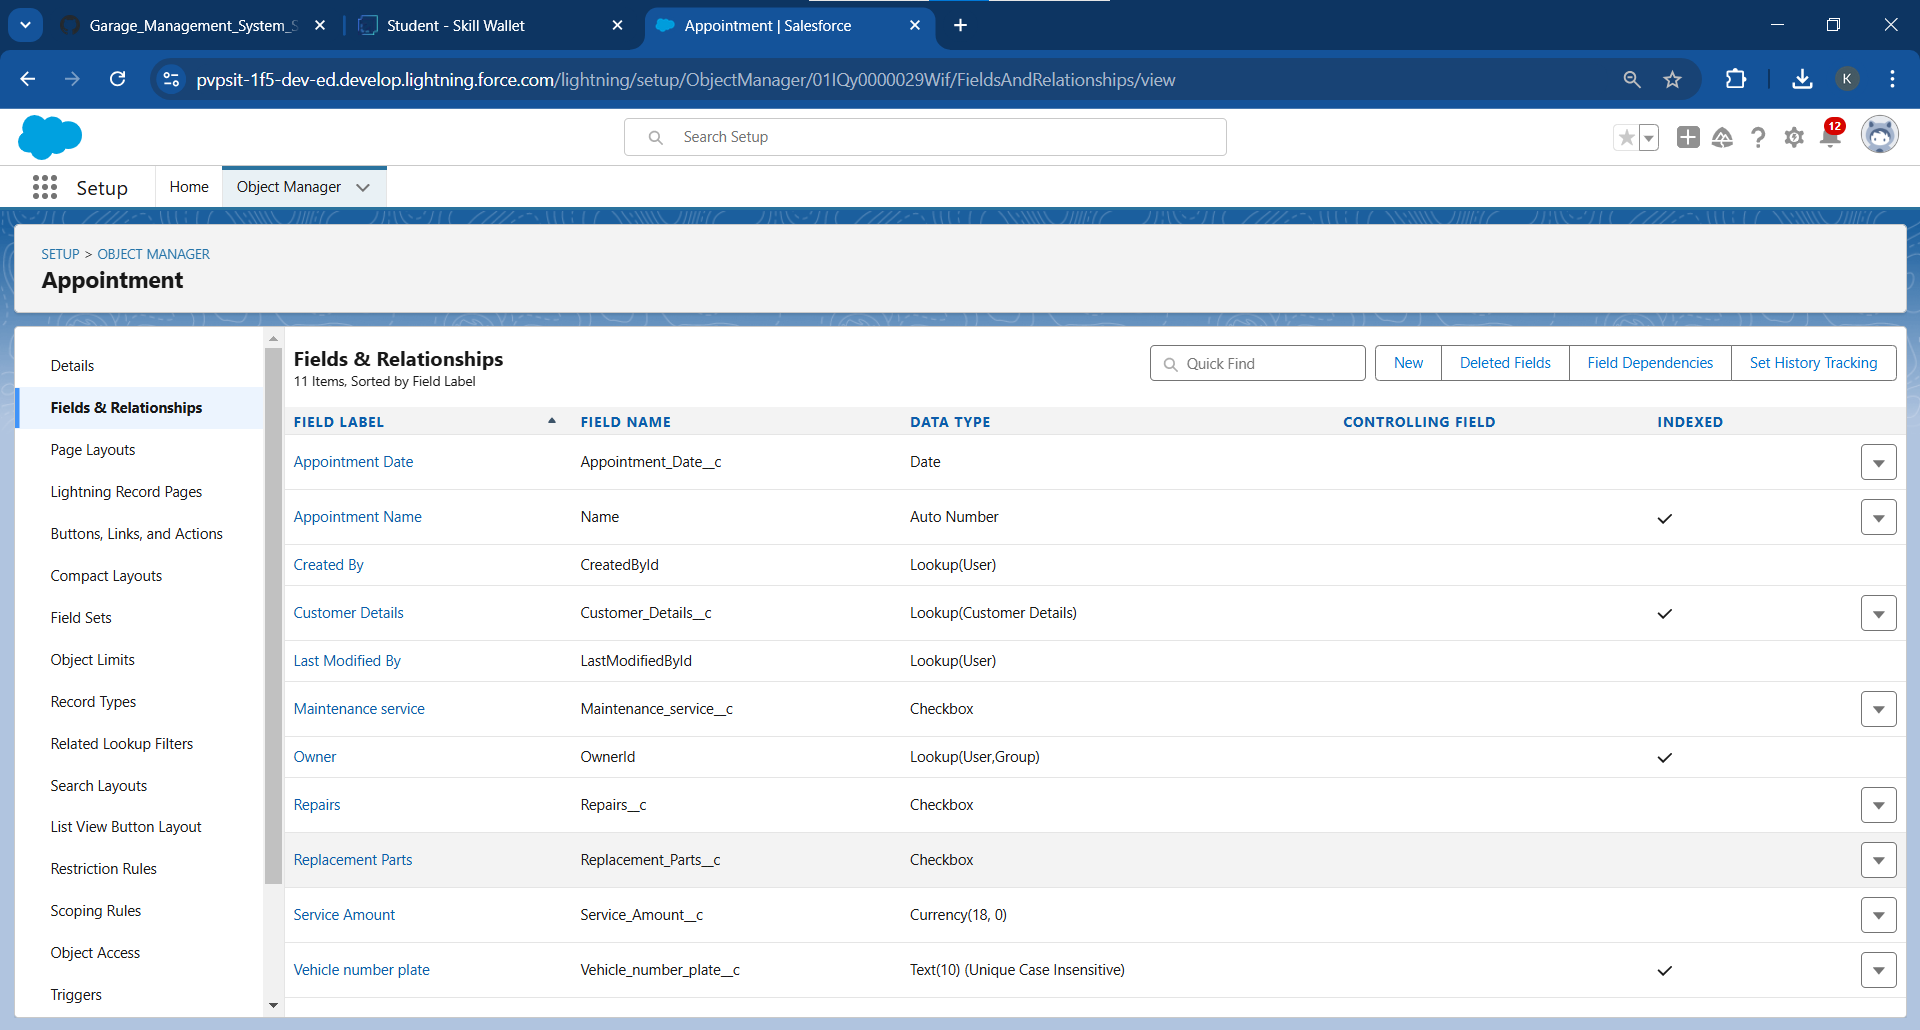 Garage_Management_System_S
Student - Skill Wallet
Appointment | Salesforce
pvpsit-1f5-dev-ed.develop.lightning.force.com/lightning/setup/ObjectManager/01IQy0000029Wif/FieldsAndRelationships/view
K
Search Setup
12
Setup
Home
Object Manager
SETUP > OBJECT MANAGER
Appointment
Details
Fields & Relationships
Page Layouts
Lightning Record Pages
Buttons, Links, and Actions
Compact Layouts
Field Sets
Object Limits
Record Types
Related Lookup Filters
Search Layouts
List View Button Layout
Restriction Rules
Scoping Rules
Object Access
Triggers
Fields & Relationships
11 Items, Sorted by Field Label
Quick Find
New
Deleted Fields
Field Dependencies
Set History Tracking
FIELD LABEL FIELD NAME DATA TYPE CONTROLLING FIELD INDEXED
Appointment Date Appointment_Date__c Date
Appointment Name Name Auto Number
Created By CreatedById Lookup(User)
Customer Details Customer_Details__c Lookup(Customer Details)
Last Modified By LastModifiedById Lookup(User)
Maintenance service Maintenance_service__c Checkbox
Owner OwnerId Lookup(User,Group)
Repairs Repairs__c Checkbox
Replacement Parts Replacement_Parts__c Checkbox
Service Amount Service_Amount__c Currency(18, 0)
Vehicle number plate Vehicle_number_plate__c Text(10) (Unique Case Insensitive)